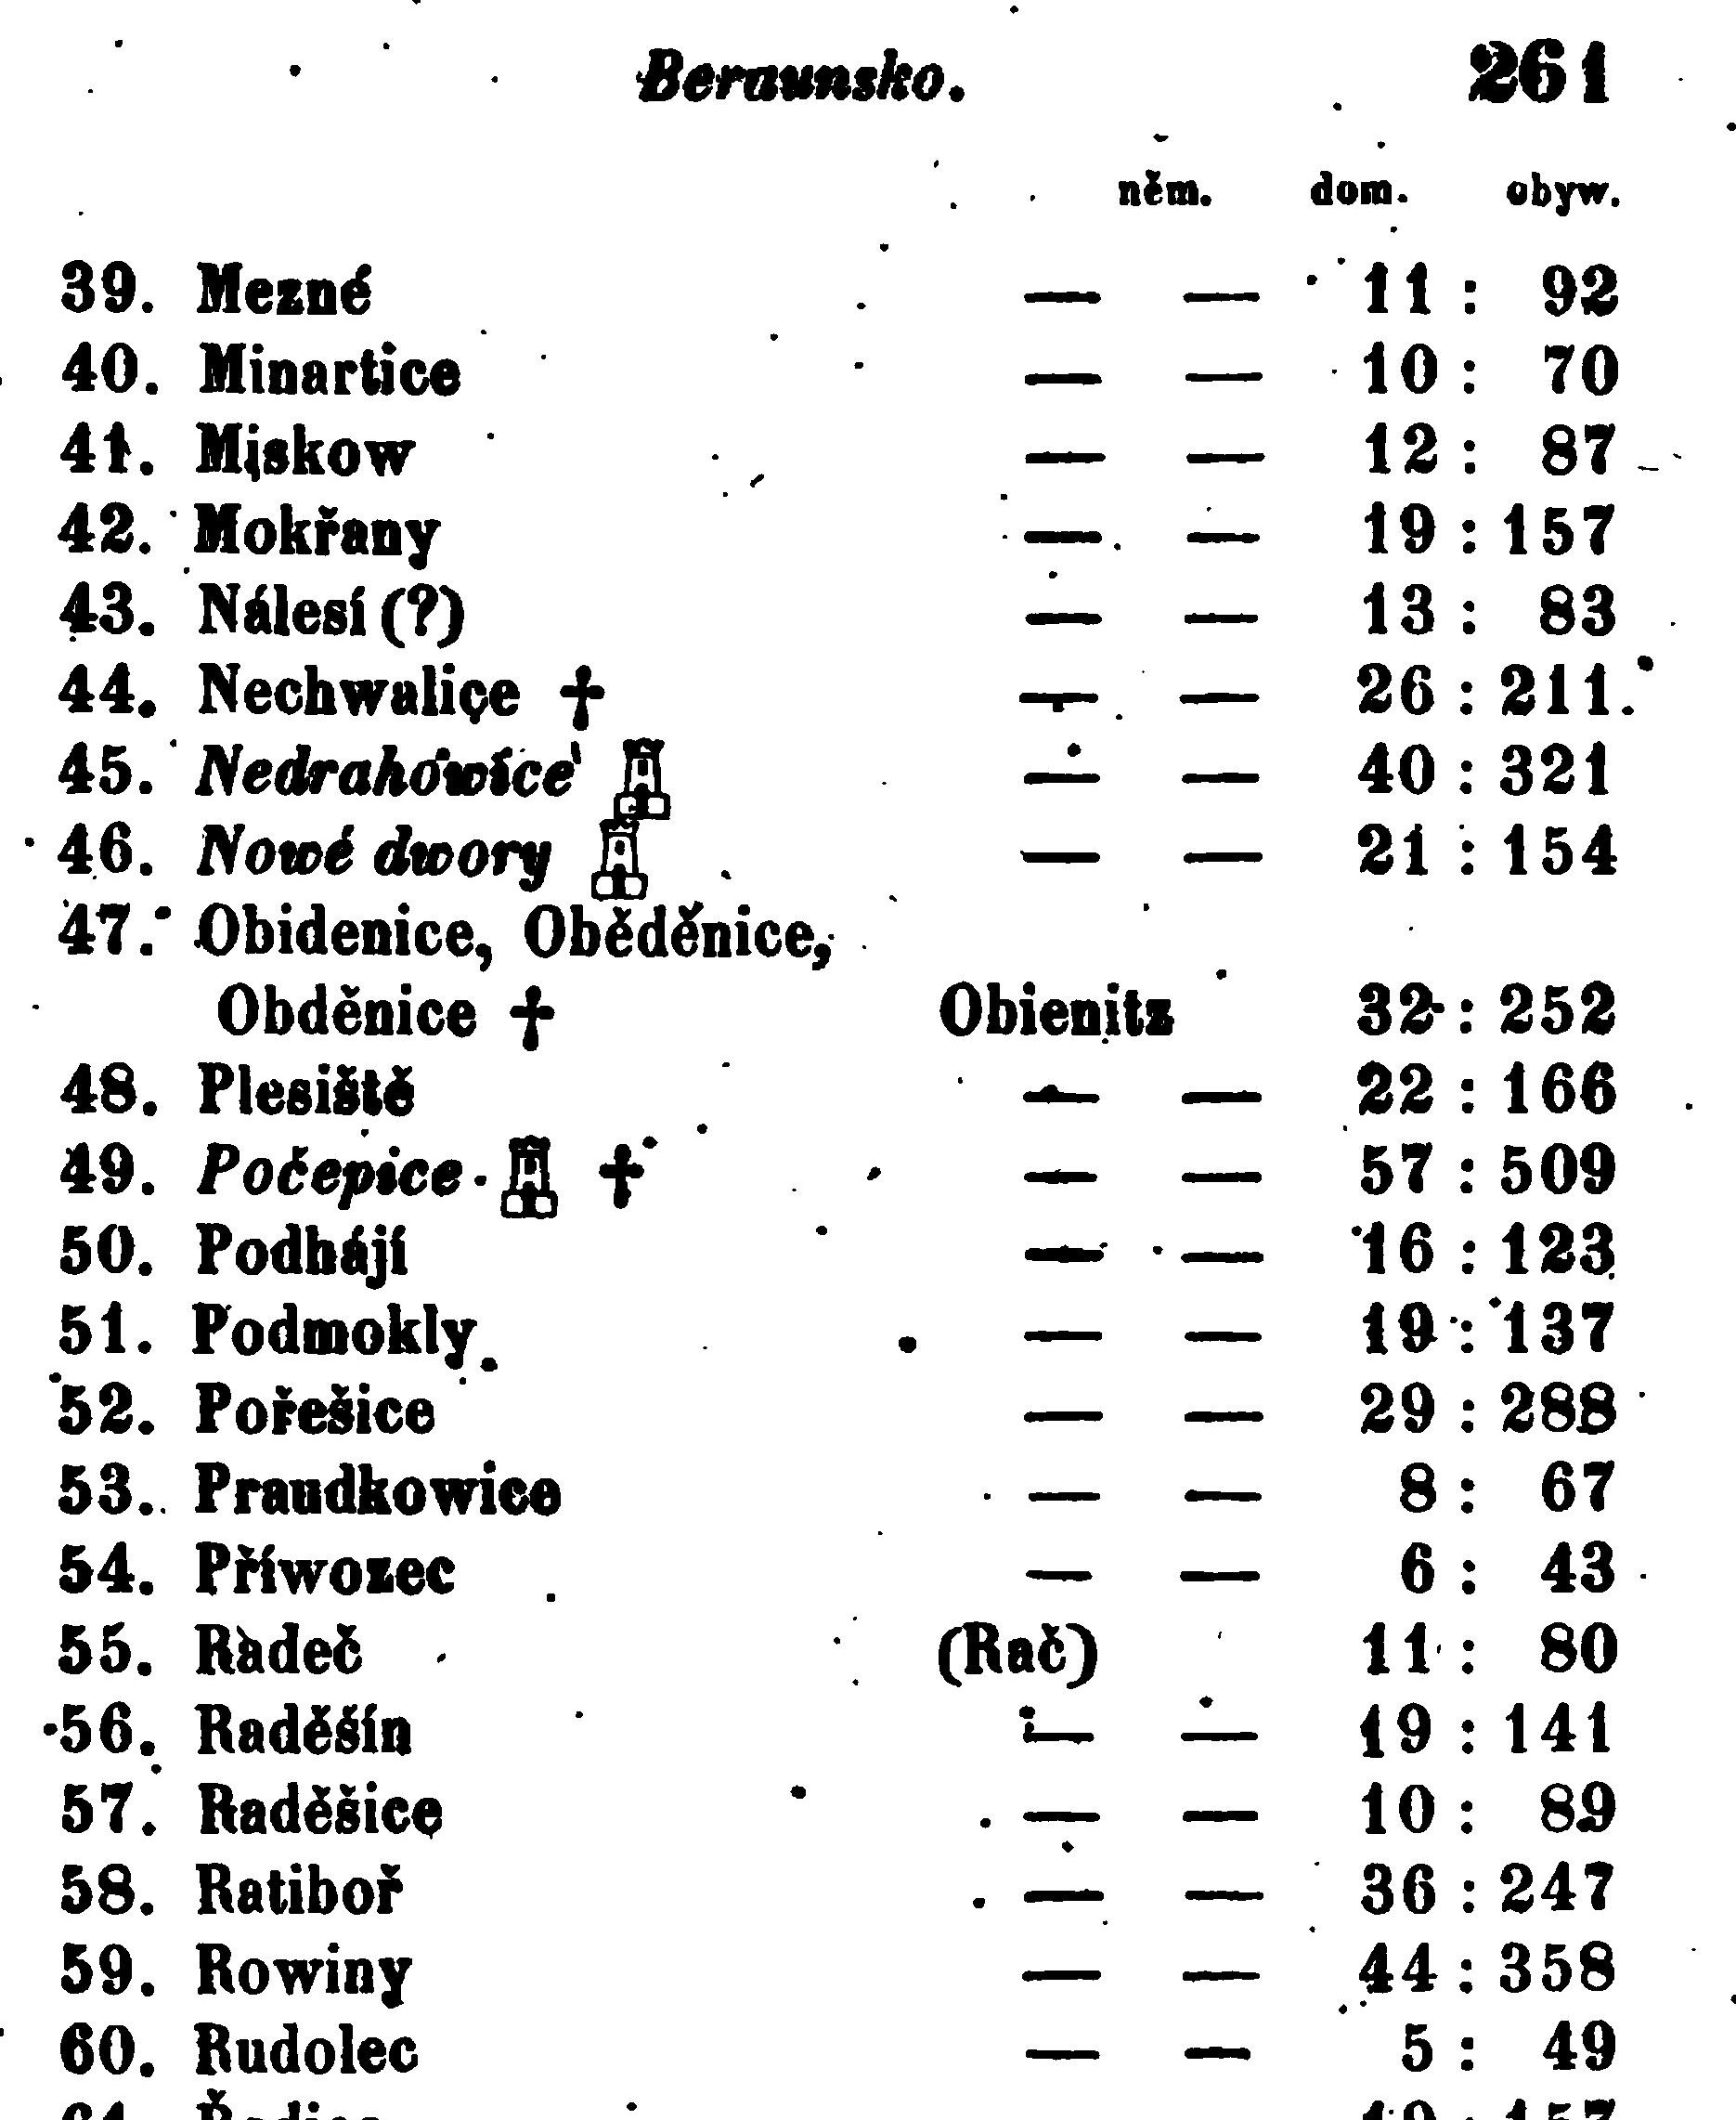 Beraunsko. 261
něm. dom. obyw.
39. Mezné — — 11 : 92
40. Minartice — — 10 : 70
41. Miskow — — 12 : 87
42. Mokřany — — 19 : 157
43. Nálesí (?) — — 13 : 83
44. Nechwalice † — — 26 : 211
45. Nedrahowice — — 40 : 321
46. Nowé dwory — — 21 : 154
47. Obidenice, Oběděnice,
Obděnice † Obienitz 32 : 252
48. Plesiště — — 22 : 166
49. Počepice † — — 57 : 509
50. Podhájí — — 16 : 123
51. Podmokly — — 19 : 137
52. Pořešice — — 29 : 288
53. Praudkowice — — 8 : 67
54. Příwozec — — 6 : 43
55. Radeč (Rač) 11 : 80
56. Raděšín — — 19 : 141
57. Raděšice — — 10 : 89
58. Ratiboř — — 36 : 247
59. Rowiny — — 44 : 358
60. Rudolec — — 5 : 49